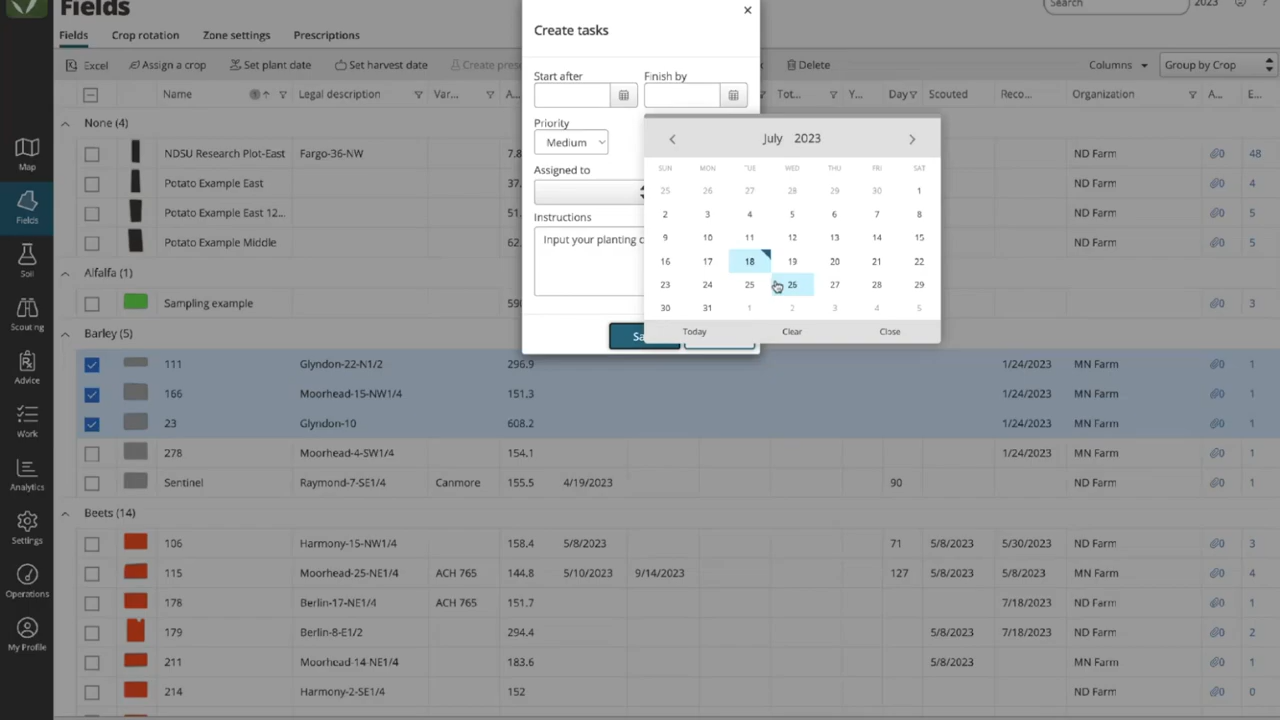 Fields
Search
2023
?
Fields Crop rotation Zone settings Prescriptions
Excel Assign a crop Set plant date Set harvest date Create presc Delete Columns Group by Crop
Name Legal description Var... A... Tot... Y... Day Scouted Reco... Organization A... E...
None (4)
NDSU Research Plot-East Fargo-36-NW 7.8 ND Farm 0 48
Potato Example East 37. ND Farm 0 4
Potato Example East 12... 51. ND Farm 0 5
Potato Example Middle 62. ND Farm 0 5
Alfalfa (1)
Sampling example 590 ND Farm 0 3
Barley (5)
111 Glyndon-22-N1/2 296.9 1/24/2023 MN Farm 0 1
166 Moorhead-15-NW1/4 151.3 1/24/2023 MN Farm 0 1
23 Glyndon-10 608.2 1/24/2023 MN Farm 0 1
278 Moorhead-4-SW1/4 154.1 1/24/2023 MN Farm 0 1
Sentinel Raymond-7-SE1/4 Canmore 155.5 4/19/2023 90 ND Farm 0 1
Beets (14)
106 Harmony-15-NW1/4 158.4 5/8/2023 71 5/8/2023 5/30/2023 ND Farm 0 3
115 Moorhead-25-NE1/4 ACH 765 144.8 5/10/2023 9/14/2023 127 5/8/2023 5/8/2023 MN Farm 0 4
178 Berlin-17-NE1/4 ACH 765 151.7 7/18/2023 ND Farm 0 1
179 Berlin-8-E1/2 294.4 5/8/2023 7/18/2023 ND Farm 0 2
211 Moorhead-14-NE1/4 183.6 5/8/2023 MN Farm 0 1
214 Harmony-2-SE1/4 152 ND Farm 0 0
Map
Fields
Soil
Scouting
Advice
Work
Analytics
Settings
Operations
My Profile
×
Create tasks
Start after Finish by
Priority
Medium
Assigned to
Instructions
Input your planting d
Sa
July 2023
SUN MON TUE WED THU FRI SAT
25 26 27 28 29 30 1
2 3 4 5 6 7 8
9 10 11 12 13 14 15
16 17 18 19 20 21 22
23 24 25 26 27 28 29
30 31 1 2 3 4 5
Today Clear Close